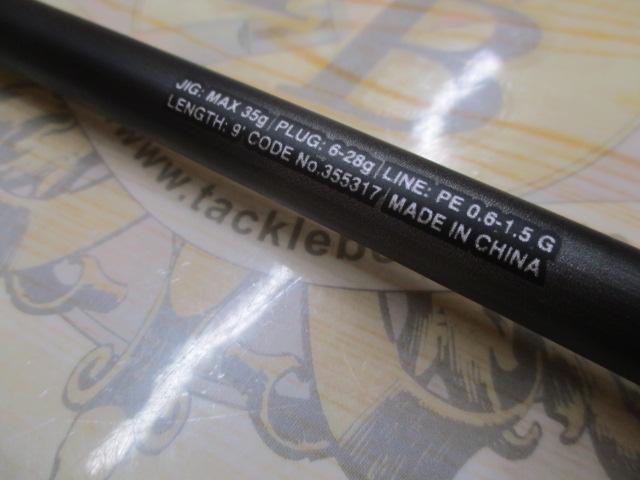 JIG: MAX 35g | PLUG: 6-28g | LINE: PE 0.6-1.5 G
LENGTH: 9' CODE No.355317 | MADE IN CHINA
www.tacklebe
B